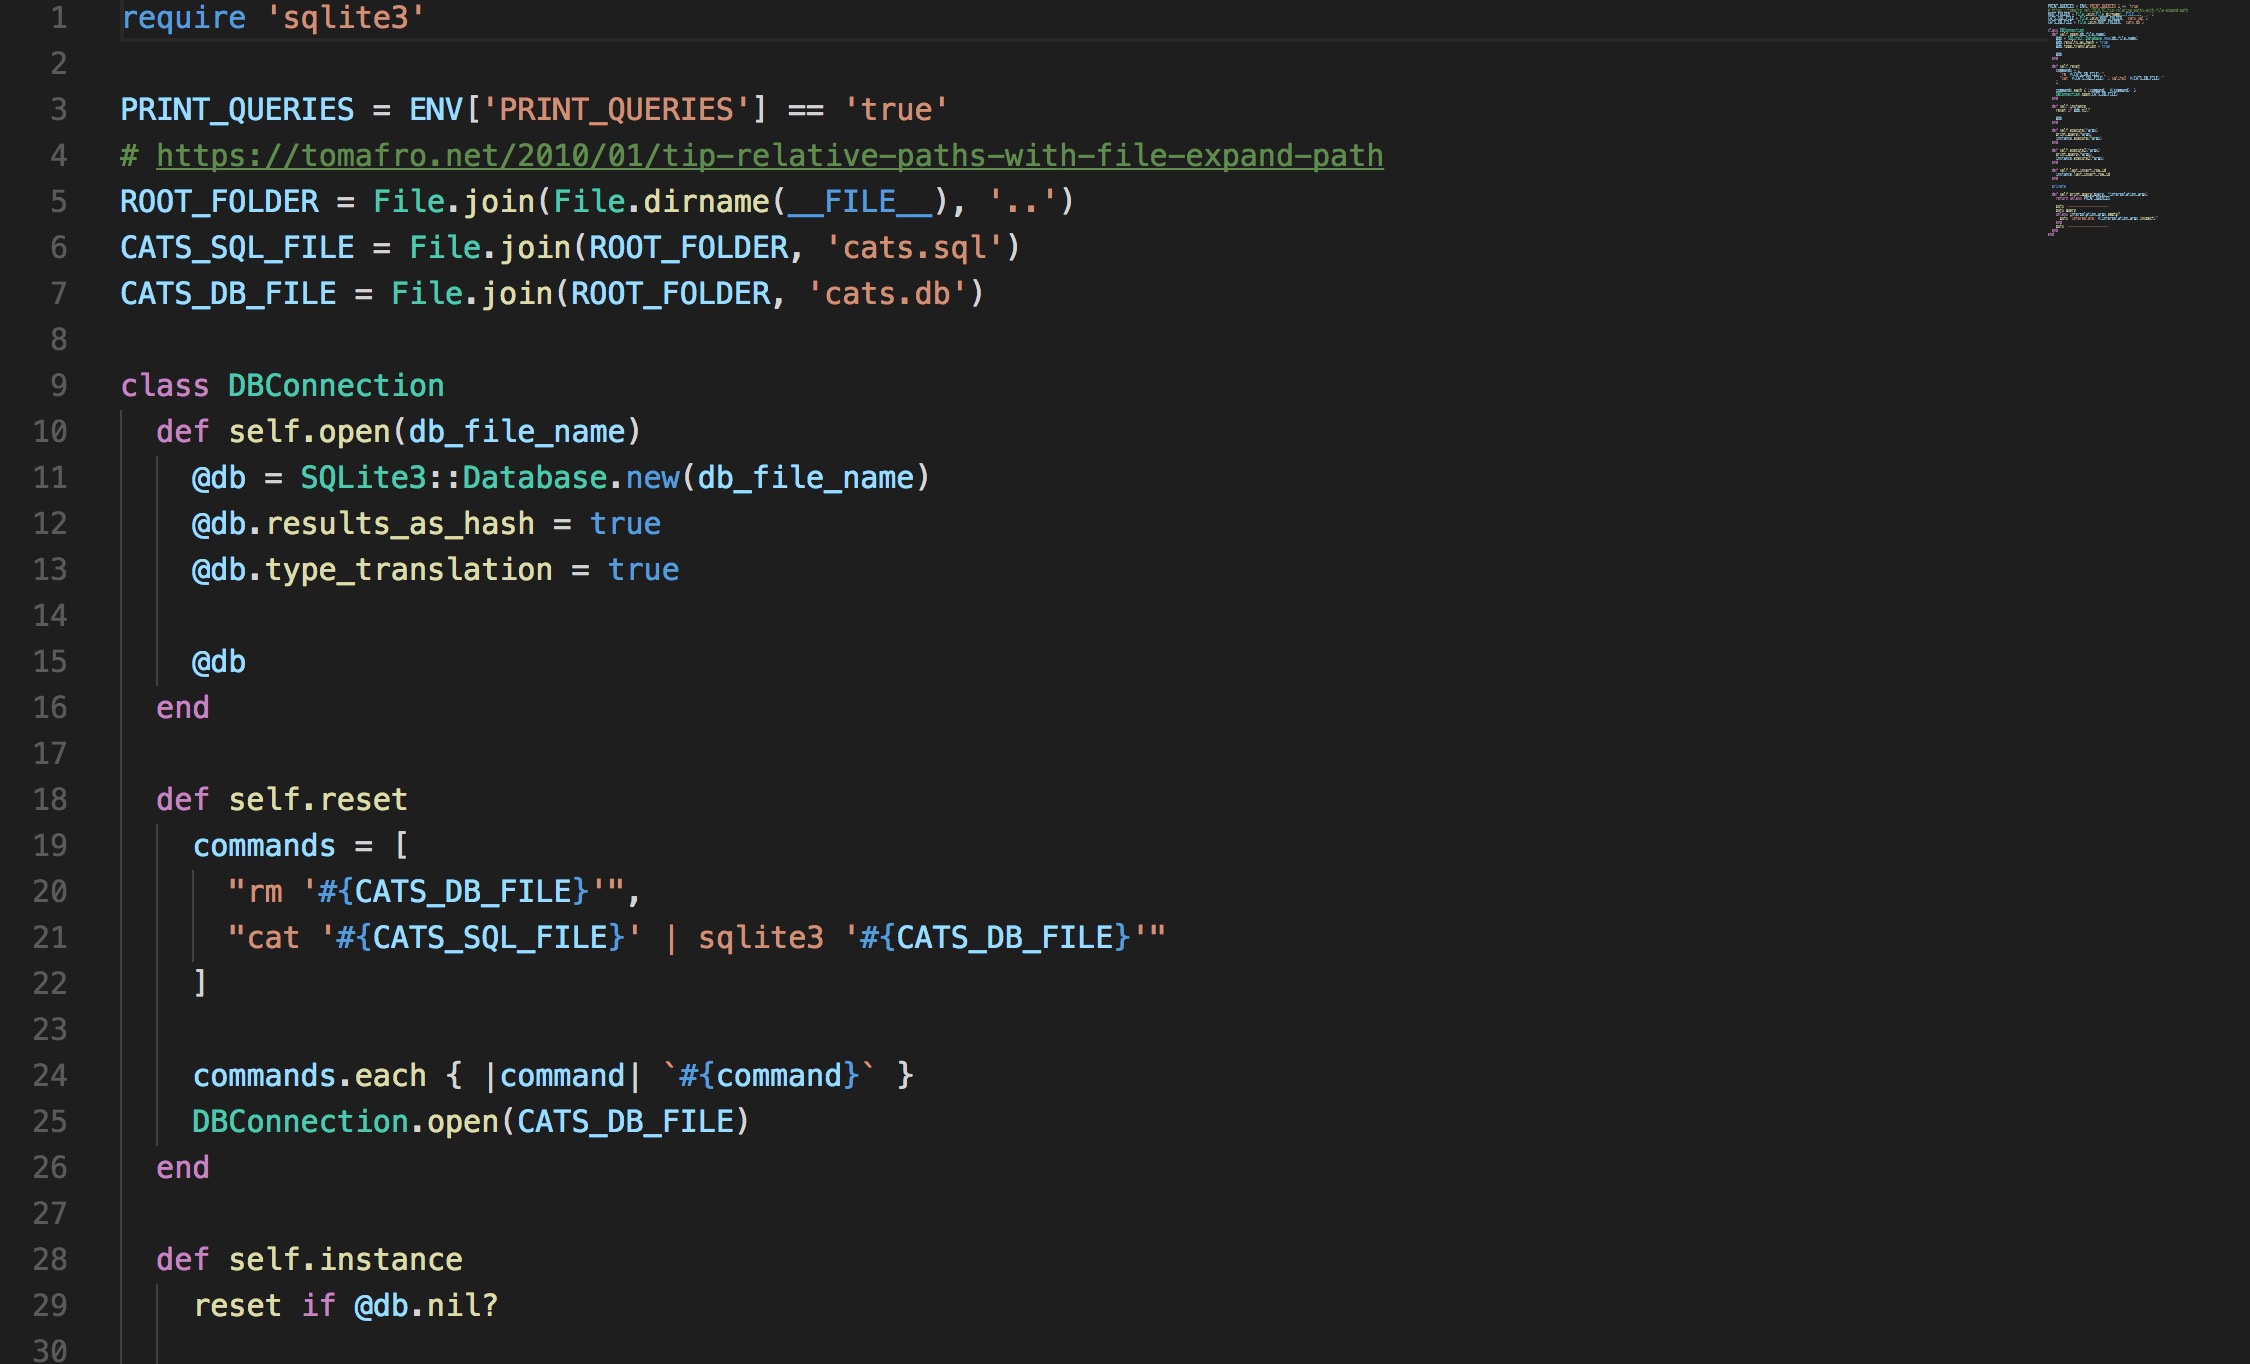 1 require 'sqlite3'
2
3 PRINT_QUERIES = ENV['PRINT_QUERIES'] == 'true'
4 # https://tomafro.net/2010/01/tip-relative-paths-with-file-expand-path
5 ROOT_FOLDER = File.join(File.dirname(__FILE__), '..')
6 CATS_SQL_FILE = File.join(ROOT_FOLDER, 'cats.sql')
7 CATS_DB_FILE = File.join(ROOT_FOLDER, 'cats.db')
8
9 class DBConnection
10   def self.open(db_file_name)
11     @db = SQLite3::Database.new(db_file_name)
12     @db.results_as_hash = true
13     @db.type_translation = true
14
15     @db
16   end
17
18   def self.reset
19     commands = [
20       "rm '#{CATS_DB_FILE}'",
21       "cat '#{CATS_SQL_FILE}' | sqlite3 '#{CATS_DB_FILE}'"
22     ]
23
24     commands.each { |command| `#{command}` }
25     DBConnection.open(CATS_DB_FILE)
26   end
27
28   def self.instance
29     reset if @db.nil?
30